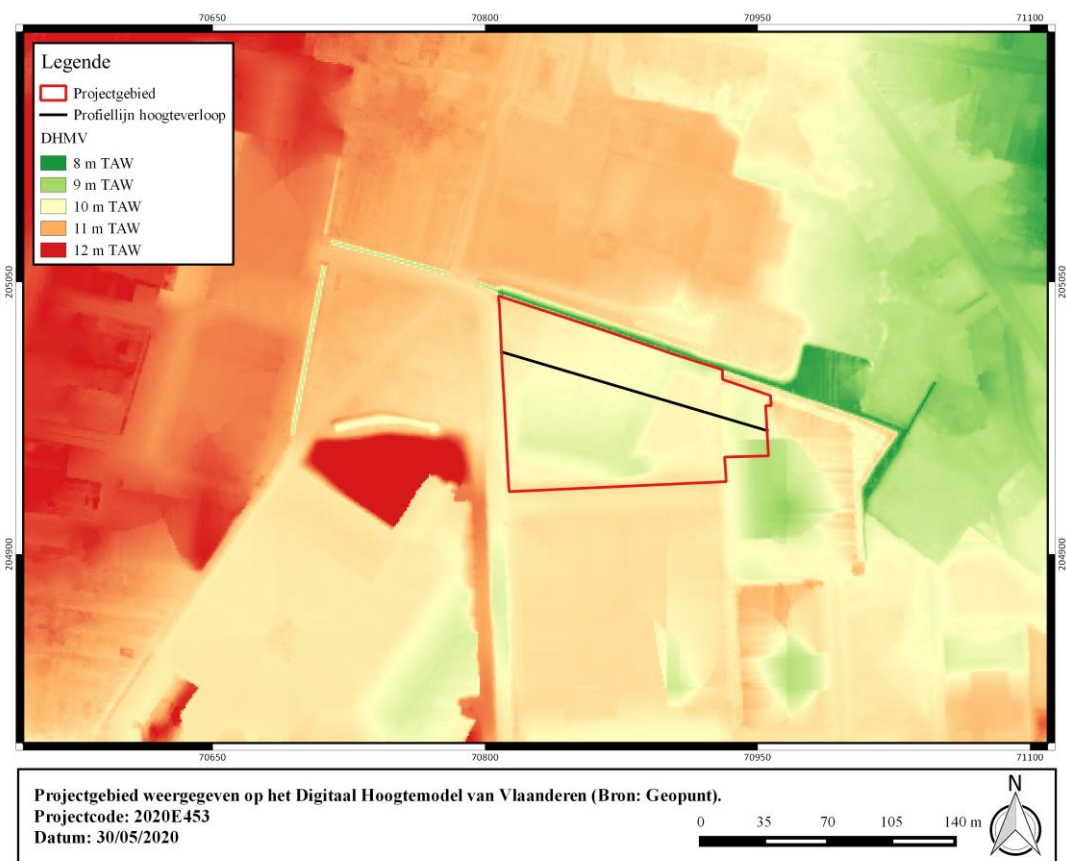 70650 70800 70950 71100
Legende
Projectgebied
Profiellijn hoogteverloop
DHMV
8 m TAW
9 m TAW
10 m TAW
11 m TAW
12 m TAW
205050 205050
204900 204900
70650 70800 70950 71100
Projectgebied weergegeven op het Digitaal Hoogtemodel van Vlaanderen (Bron: Geopunt).
Projectcode: 2020E453
Datum: 30/05/2020
0 35 70 105 140 m
N